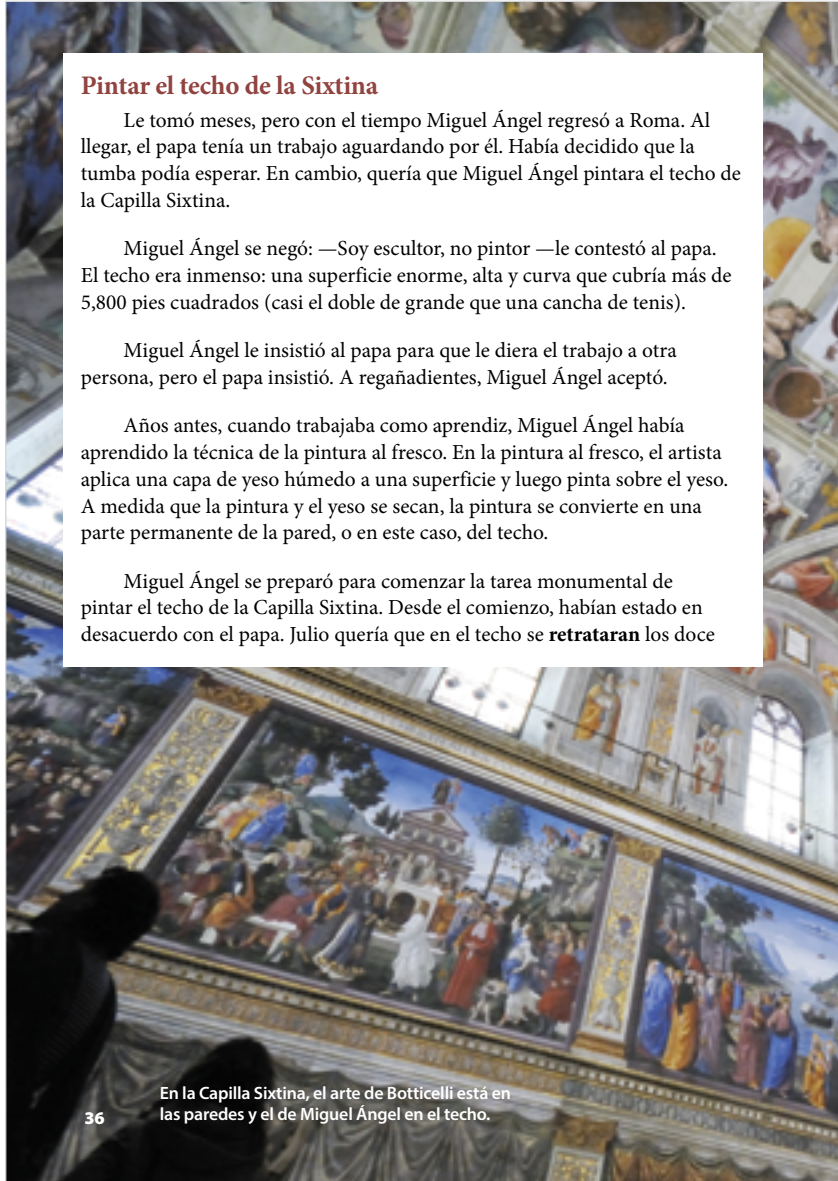 Pintar el techo de la Sixtina
Le tomó meses, pero con el tiempo Miguel Ángel regresó a Roma. Al
llegar, el papa tenía un trabajo aguardando por él. Había decidido que la
tumba podía esperar. En cambio, quería que Miguel Ángel pintara el techo de
la Capilla Sixtina.
Miguel Ángel se negó: —Soy escultor, no pintor —le contestó al papa.
El techo era inmenso: una superficie enorme, alta y curva que cubría más de
5,800 pies cuadrados (casi el doble de grande que una cancha de tenis).
Miguel Ángel le insistió al papa para que le diera el trabajo a otra
persona, pero el papa insistió. A regañadientes, Miguel Ángel aceptó.
Años antes, cuando trabajaba como aprendiz, Miguel Ángel había
aprendido la técnica de la pintura al fresco. En la pintura al fresco, el artista
aplica una capa de yeso húmedo a una superficie y luego pinta sobre el yeso.
A medida que la pintura y el yeso se secan, la pintura se convierte en una
parte permanente de la pared, o en este caso, del techo.
Miguel Ángel se preparó para comenzar la tarea monumental de
pintar el techo de la Capilla Sixtina. Desde el comienzo, habían estado en
desacuerdo con el papa. Julio quería que en el techo se retrataran los doce
En la Capilla Sixtina, el arte de Botticelli está en
las paredes y el de Miguel Ángel en el techo.
36